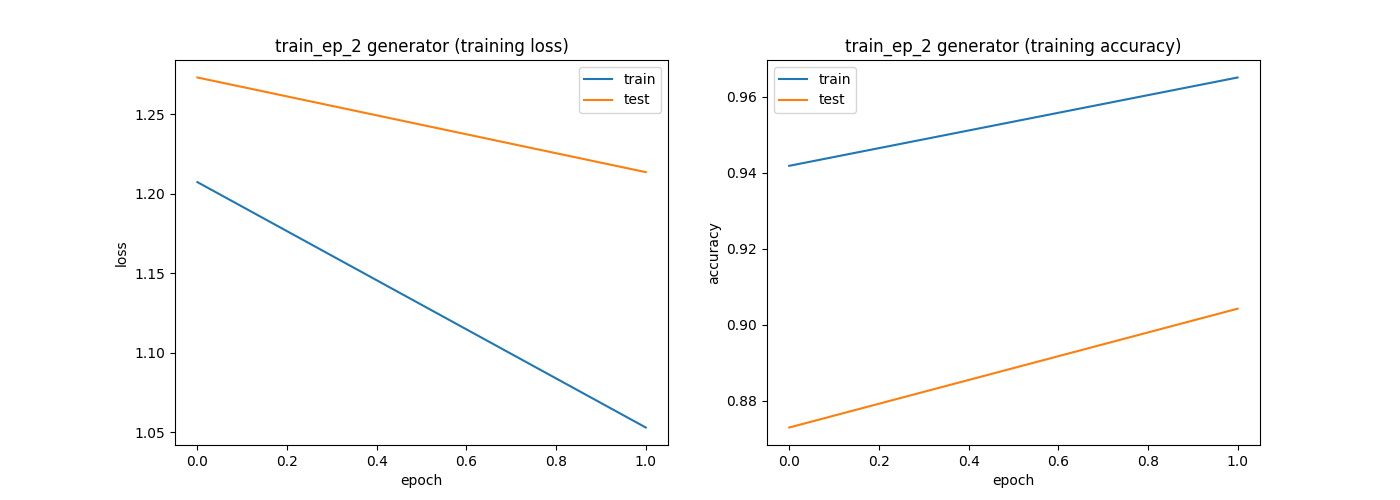 train_ep_2 generator (training loss)
train
test
1.25
1.20
1.15
1.10
1.05
loss
0.0 0.2 0.4 0.6 0.8 1.0
epoch
train_ep_2 generator (training accuracy)
train
test
0.96
0.94
0.92
0.90
0.88
accuracy
0.0 0.2 0.4 0.6 0.8 1.0
epoch